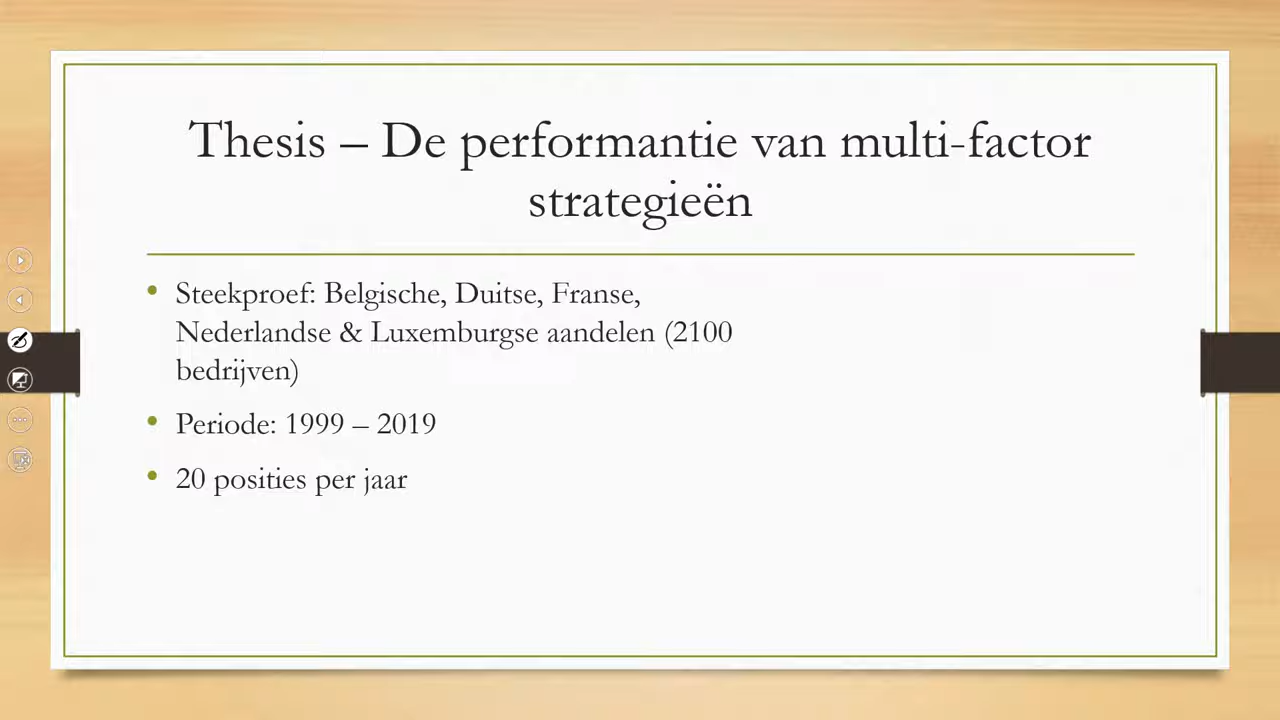 Thesis – De performantie van multi-factor
strategieën
• Steekproef: Belgische, Duitse, Franse,
Nederlandse & Luxemburgse aandelen (2100
bedrijven)
• Periode: 1999 – 2019
• 20 posities per jaar